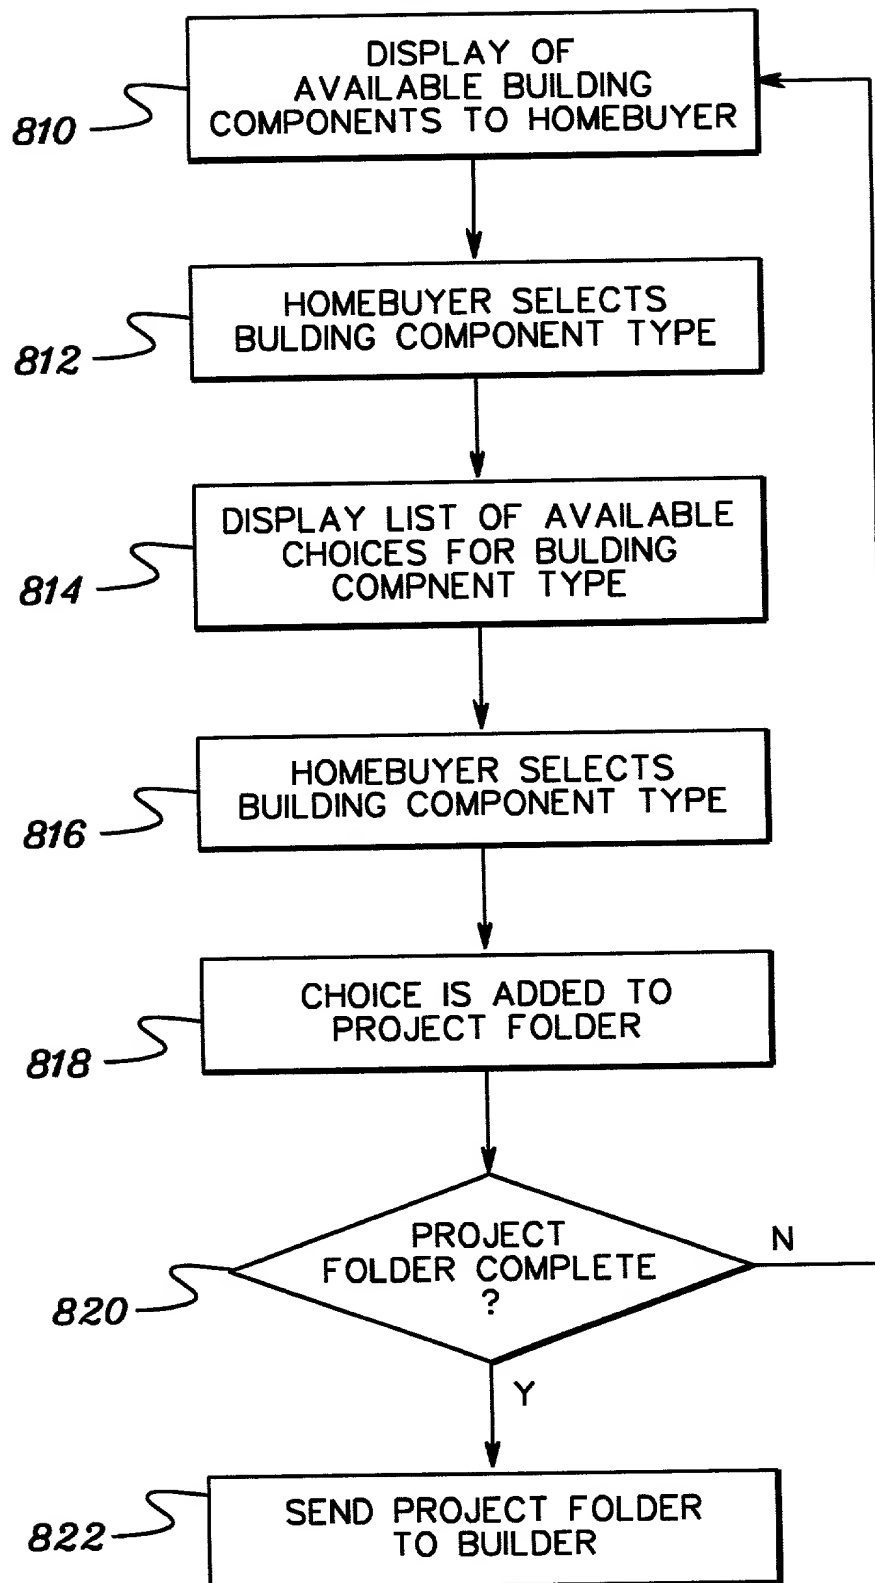 DISPLAY OF
AVAILABLE BUILDING
COMPONENTS TO HOMEBUYER
810
HOMEBUYER SELECTS
BULDING COMPONENT TYPE
812
DISPLAY LIST OF AVAILABLE
CHOICES FOR BULDING
COMPNENT TYPE
814
HOMEBUYER SELECTS
BUILDING COMPONENT TYPE
816
CHOICE IS ADDED TO
PROJECT FOLDER
818
PROJECT
FOLDER COMPLETE
?
N
820
Y
SEND PROJECT FOLDER
TO BUILDER
822